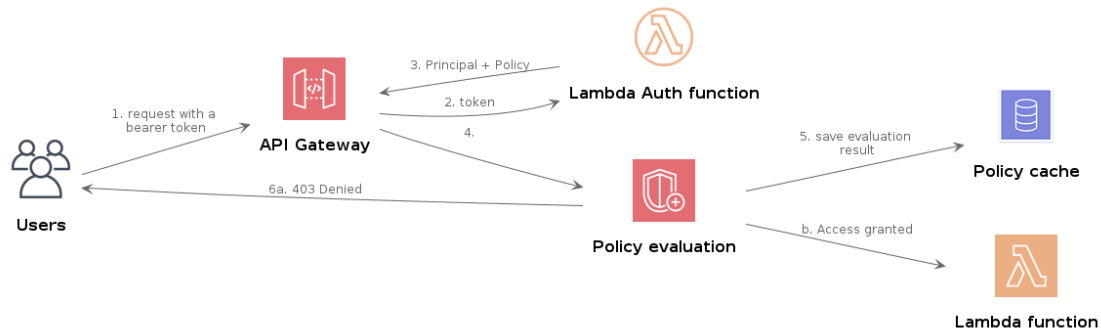 3. Principal + Policy
Lambda Auth function
2. token
1. request with a
bearer token
API Gateway
4.
5. save evaluation
result
Policy cache
6a. 403 Denied
Users
Policy evaluation
b. Access granted
Lambda function